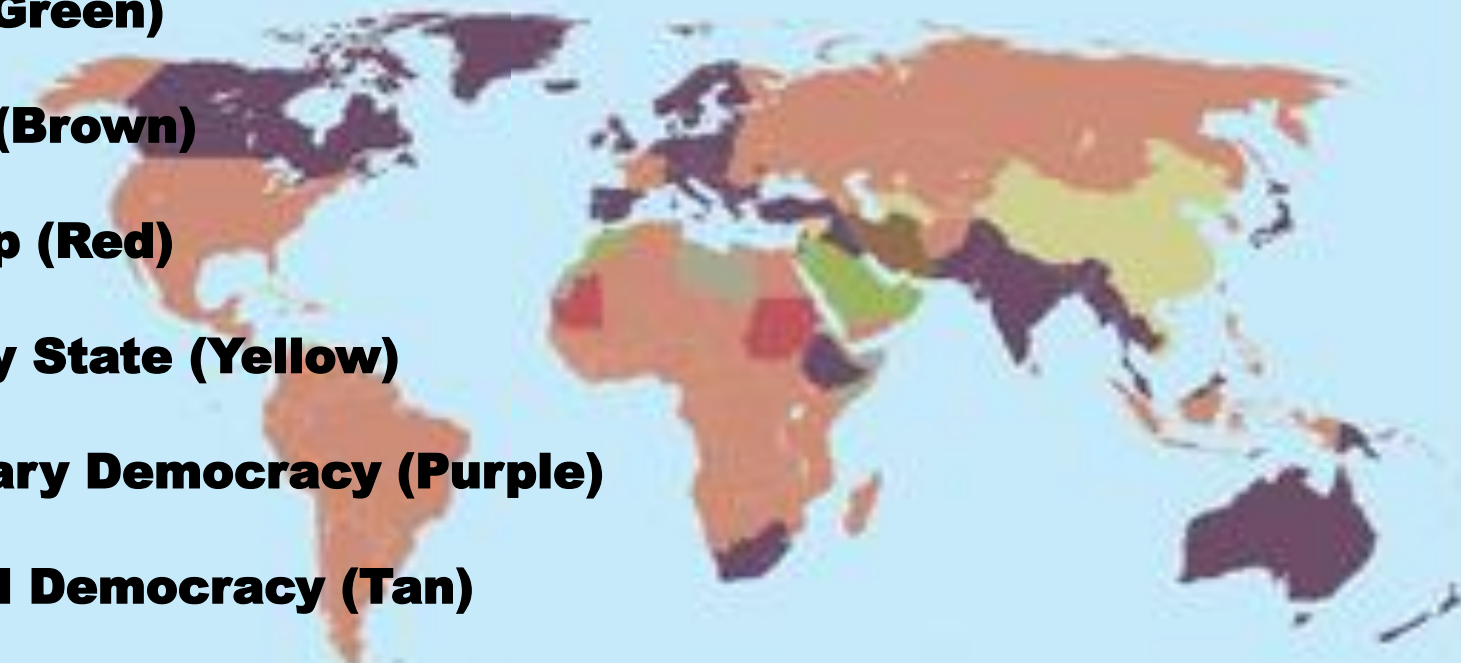 Green)
(Brown)
p (Red)
y State (Yellow)
ary Democracy (Purple)
l Democracy (Tan)